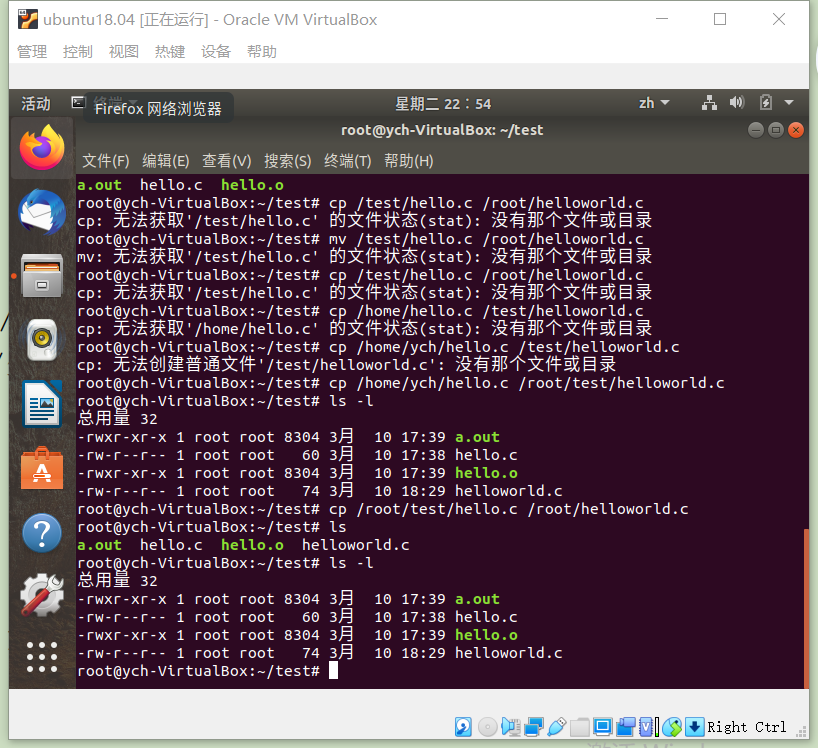 ubuntu18.04 [正在运行] - Oracle VM VirtualBox
管理 控制 视图 热键 设备 帮助
活动 Firefox 网络浏览器 星期二 22：54 zh
root@ych-VirtualBox: ~/test
文件(F) 编辑(E) 查看(V) 搜索(S) 终端(T) 帮助(H)
a.out hello.c hello.o
root@ych-VirtualBox:~/test# cp /test/hello.c /root/helloworld.c
cp: 无法获取'/test/hello.c' 的文件状态(stat): 没有那个文件或目录
root@ych-VirtualBox:~/test# mv /test/hello.c /root/helloworld.c
mv: 无法获取'/test/hello.c' 的文件状态(stat): 没有那个文件或目录
root@ych-VirtualBox:~/test# cp /test/hello.c /root/helloworld.c
cp: 无法获取'/test/hello.c' 的文件状态(stat): 没有那个文件或目录
root@ych-VirtualBox:~/test# cp /home/hello.c /test/helloworld.c
cp: 无法获取'/home/hello.c' 的文件状态(stat): 没有那个文件或目录
root@ych-VirtualBox:~/test# cp /home/ych/hello.c /test/helloworld.c
cp: 无法创建普通文件'/test/helloworld.c': 没有那个文件或目录
root@ych-VirtualBox:~/test# cp /home/ych/hello.c /root/test/helloworld.c
root@ych-VirtualBox:~/test# ls -l
总用量 32
-rwxr-xr-x 1 root root 8304 3月 10 17:39 a.out
-rw-r--r-- 1 root root 60 3月 10 17:38 hello.c
-rwxr-xr-x 1 root root 8304 3月 10 17:39 hello.o
-rw-r--r-- 1 root root 74 3月 10 18:29 helloworld.c
root@ych-VirtualBox:~/test# cp /root/test/hello.c /root/helloworld.c
root@ych-VirtualBox:~/test# ls
a.out hello.c hello.o helloworld.c
root@ych-VirtualBox:~/test# ls -l
总用量 32
-rwxr-xr-x 1 root root 8304 3月 10 17:39 a.out
-rw-r--r-- 1 root root 60 3月 10 17:38 hello.c
-rwxr-xr-x 1 root root 8304 3月 10 17:39 hello.o
-rw-r--r-- 1 root root 74 3月 10 18:29 helloworld.c
root@ych-VirtualBox:~/test#
Right Ctrl